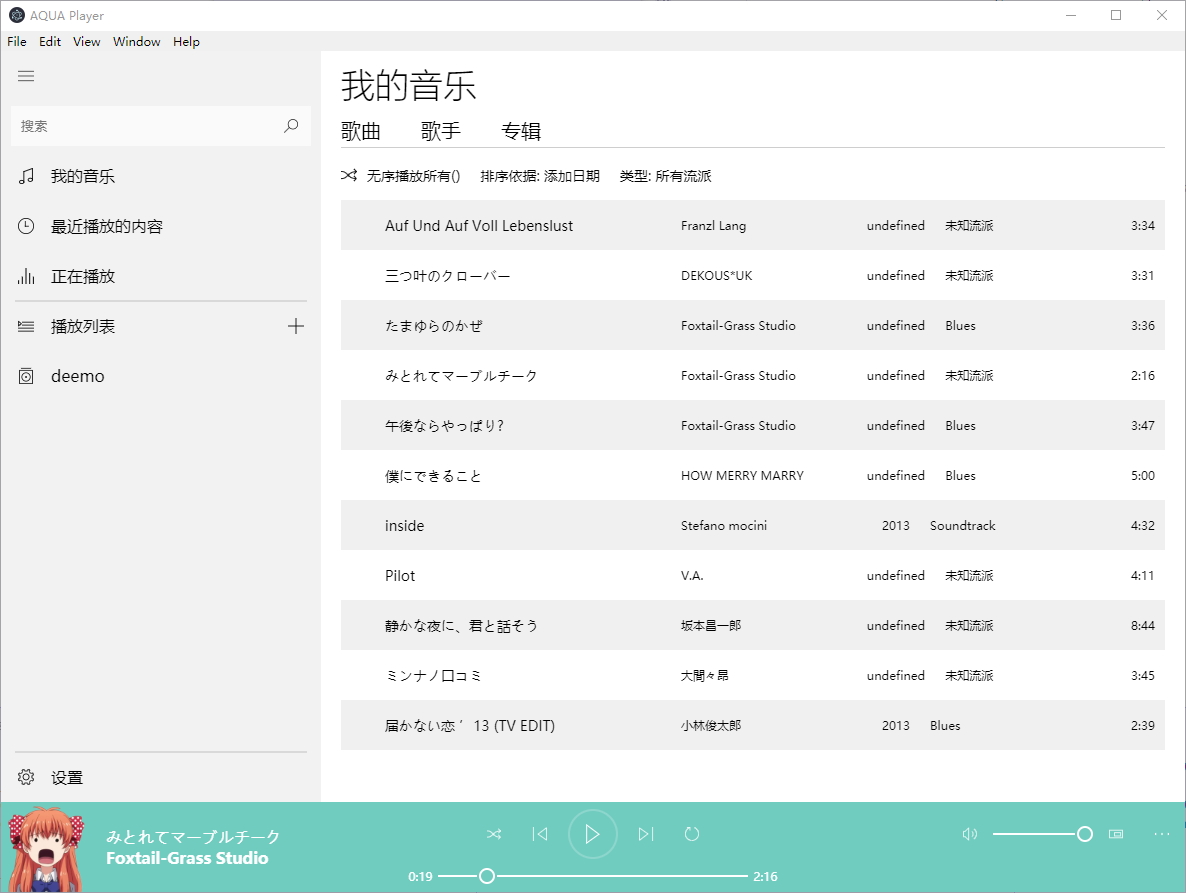 AQUA Player
File Edit View Window Help
搜索
我的音乐
最近播放的内容
正在播放
播放列表
deemo
设置
我的音乐
歌曲 歌手 专辑
无序播放所有() 排序依据: 添加日期 类型: 所有流派
Auf Und Auf Voll Lebenslust Franzl Lang undefined 未知流派 3:34
三つ叶のクローバー DEKOUS*UK undefined 未知流派 3:31
たまゆらのかぜ Foxtail-Grass Studio undefined Blues 3:36
みとれてマーブルチーク Foxtail-Grass Studio undefined 未知流派 2:16
午後ならやっぱり? Foxtail-Grass Studio undefined Blues 3:47
僕にできること HOW MERRY MARRY undefined Blues 5:00
inside Stefano mocini 2013 Soundtrack 4:32
Pilot V.A. undefined 未知流派 4:11
静かな夜に、君と話そう 坂本昌一郎 undefined 未知流派 8:44
ミンナノ口コミ 大間々昂 undefined 未知流派 3:45
届かない恋 ′13 (TV EDIT) 小林俊太郎 2013 Blues 2:39
みとれてマーブルチーク
Foxtail-Grass Studio
0:19 2:16